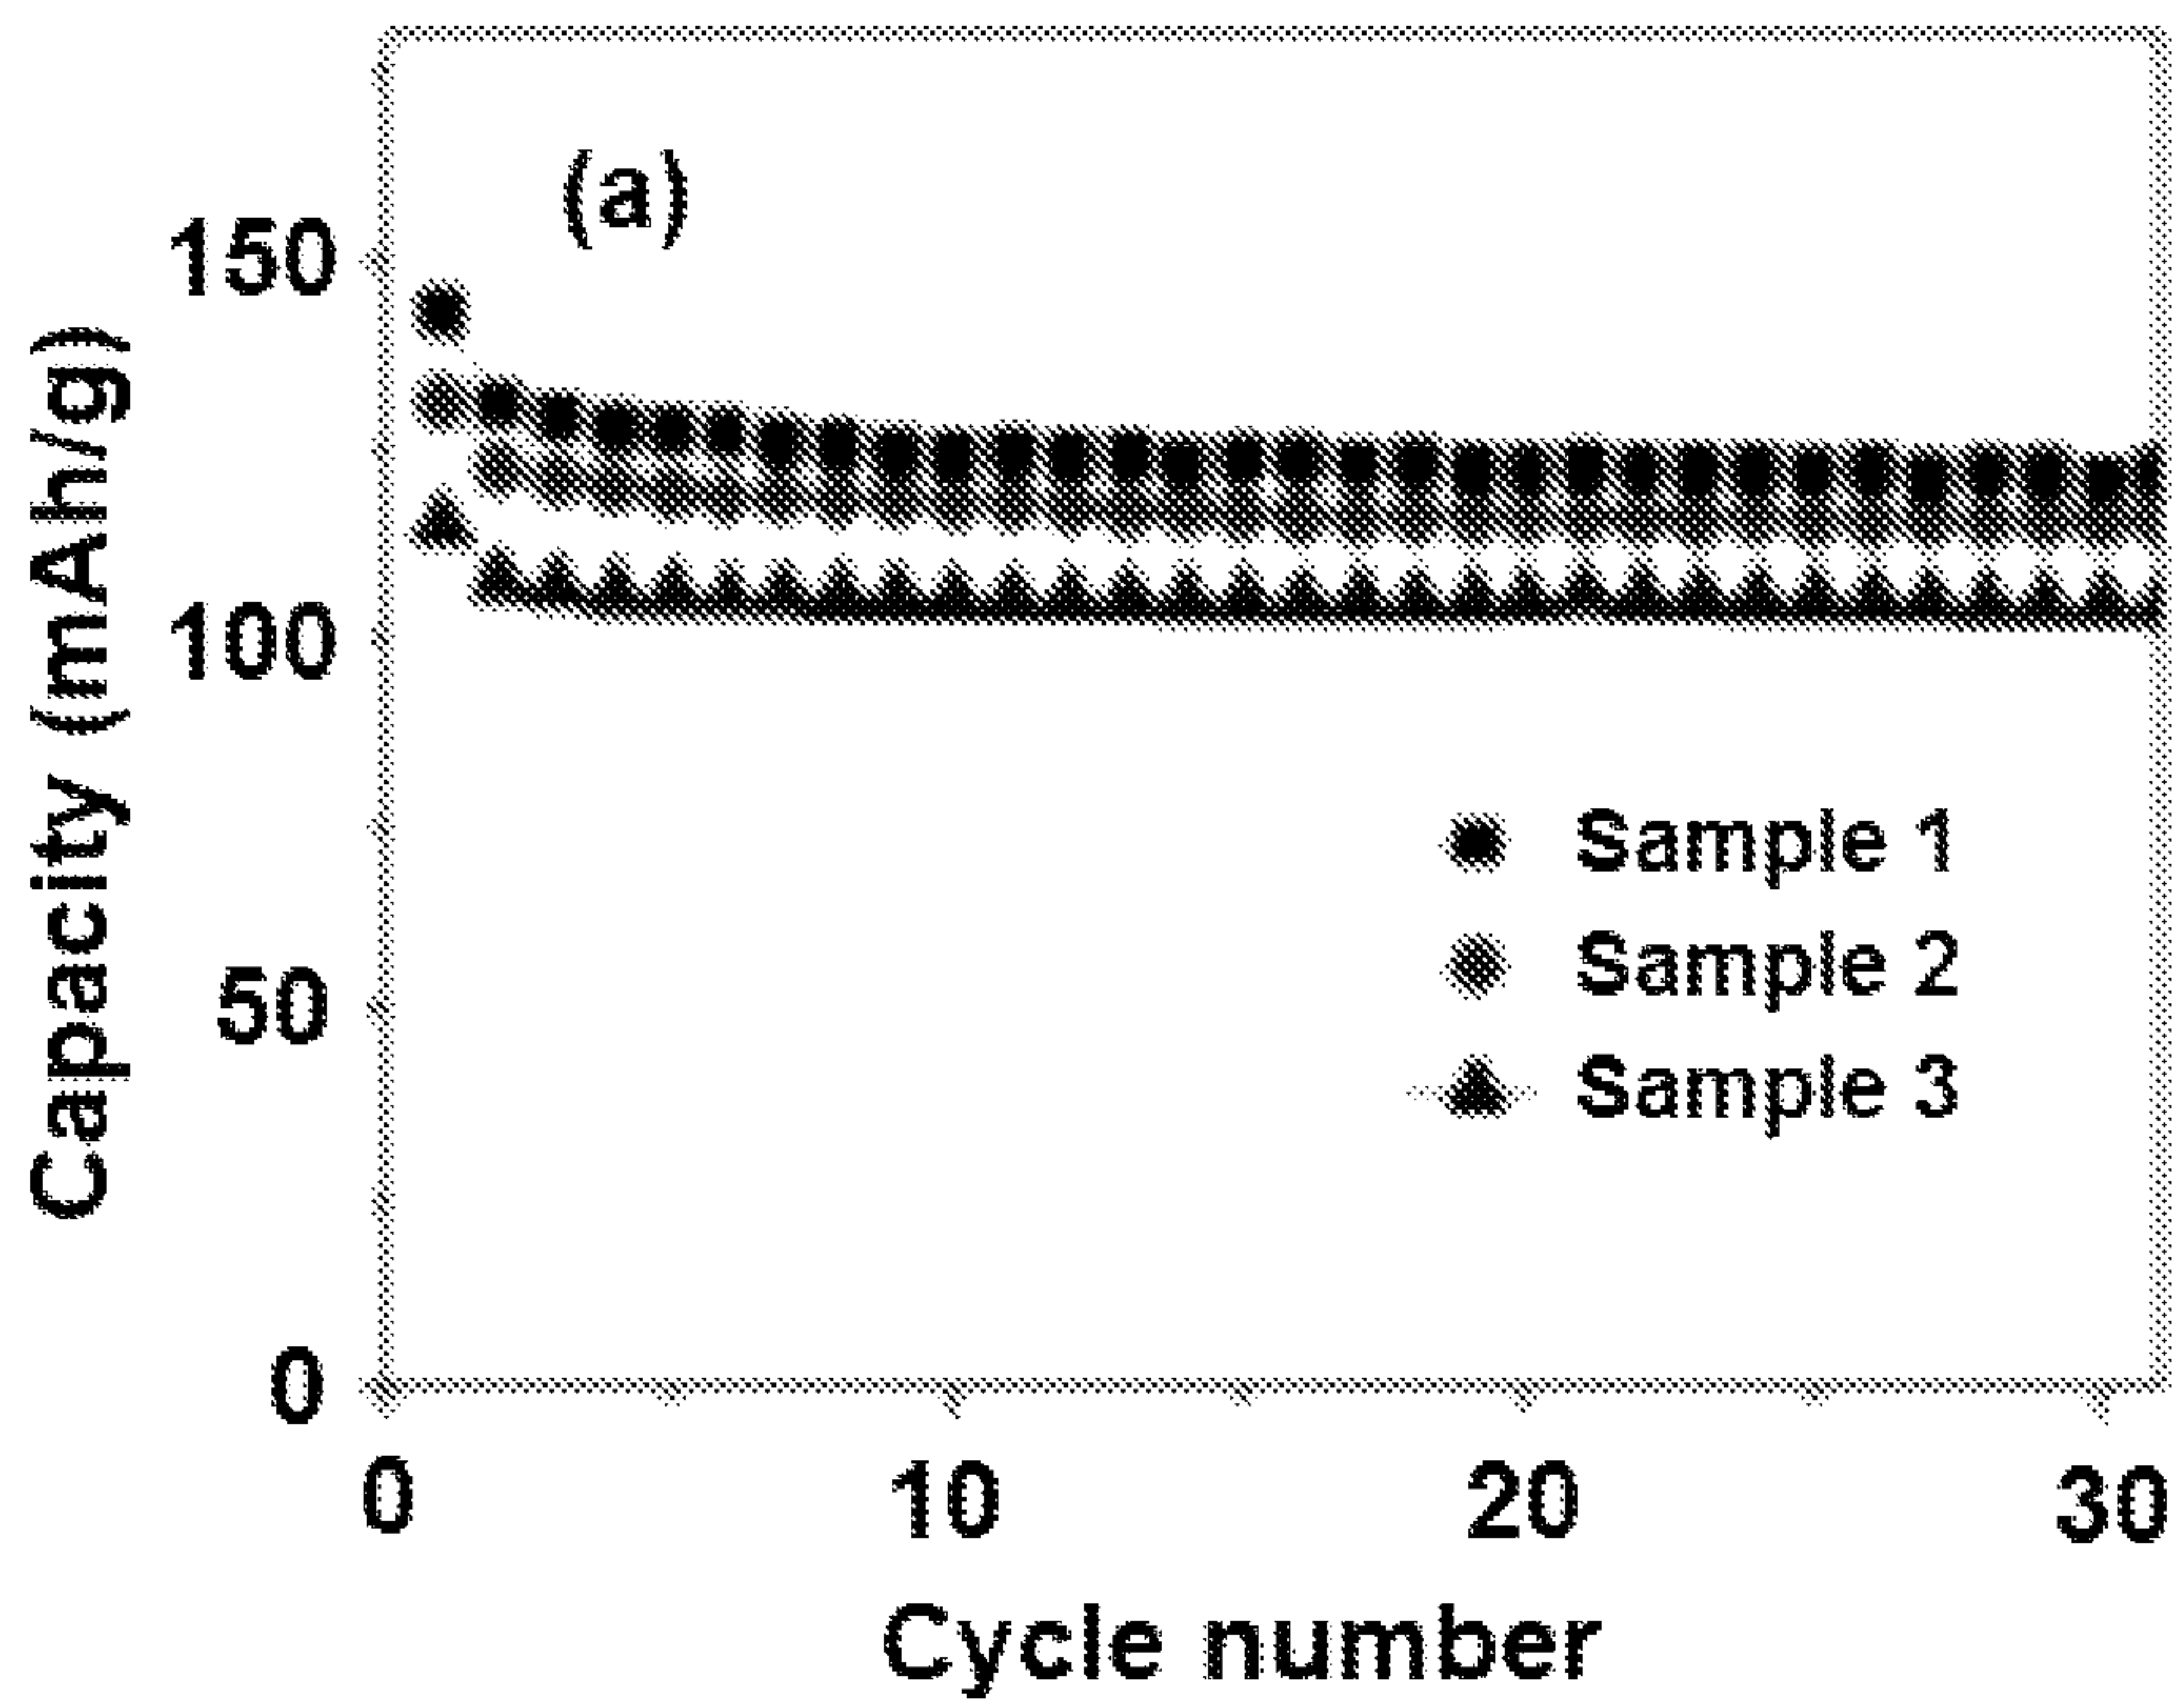 (a)
150
100
50
0
Capacity (mAh/g)
Sample 1
Sample 2
Sample 3
0 10 20 30
Cycle number